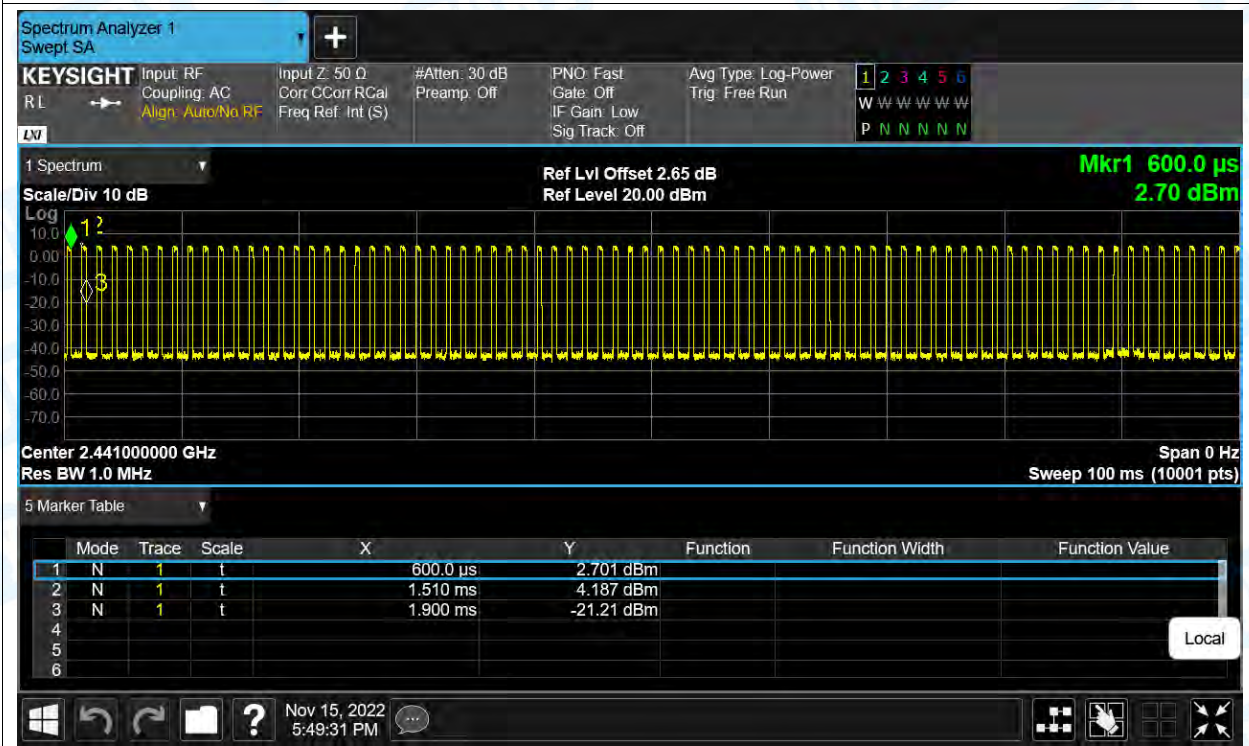 Spectrum Analyzer 1
Swept SA
+
KEYSIGHT Input: RF Input Z: 50 Ω #Atten: 30 dB PNO: Fast Avg Type: Log-Power 1 2 3 4 5 6
R L Coupling: AC Corr CCorr RCal Preamp: Off Gate: Off Trig: Free Run W W W W W W
Align: Auto/No RF Freq Ref: Int (S) IF Gain: Low
LXI Sig Track: Off P N N N N N
1 Spectrum Ref Lvl Offset 2.65 dB Mkr1 600.0 µs
Scale/Div 10 dB Ref Level 20.00 dBm 2.70 dBm
Log
10.0 1 2
0.00
-10.0 3
-20.0
-30.0
-40.0
-50.0
-60.0
-70.0
Center 2.441000000 GHz Span 0 Hz
Res BW 1.0 MHz Sweep 100 ms (10001 pts)
5 Marker Table
Mode Trace Scale X Y Function Function Width Function Value
1 N 1 t 600.0 µs 2.701 dBm
2 N 1 t 1.510 ms 4.187 dBm
3 N 1 t 1.900 ms -21.21 dBm
4
5
6
Local
? Nov 15, 2022
5:49:31 PM